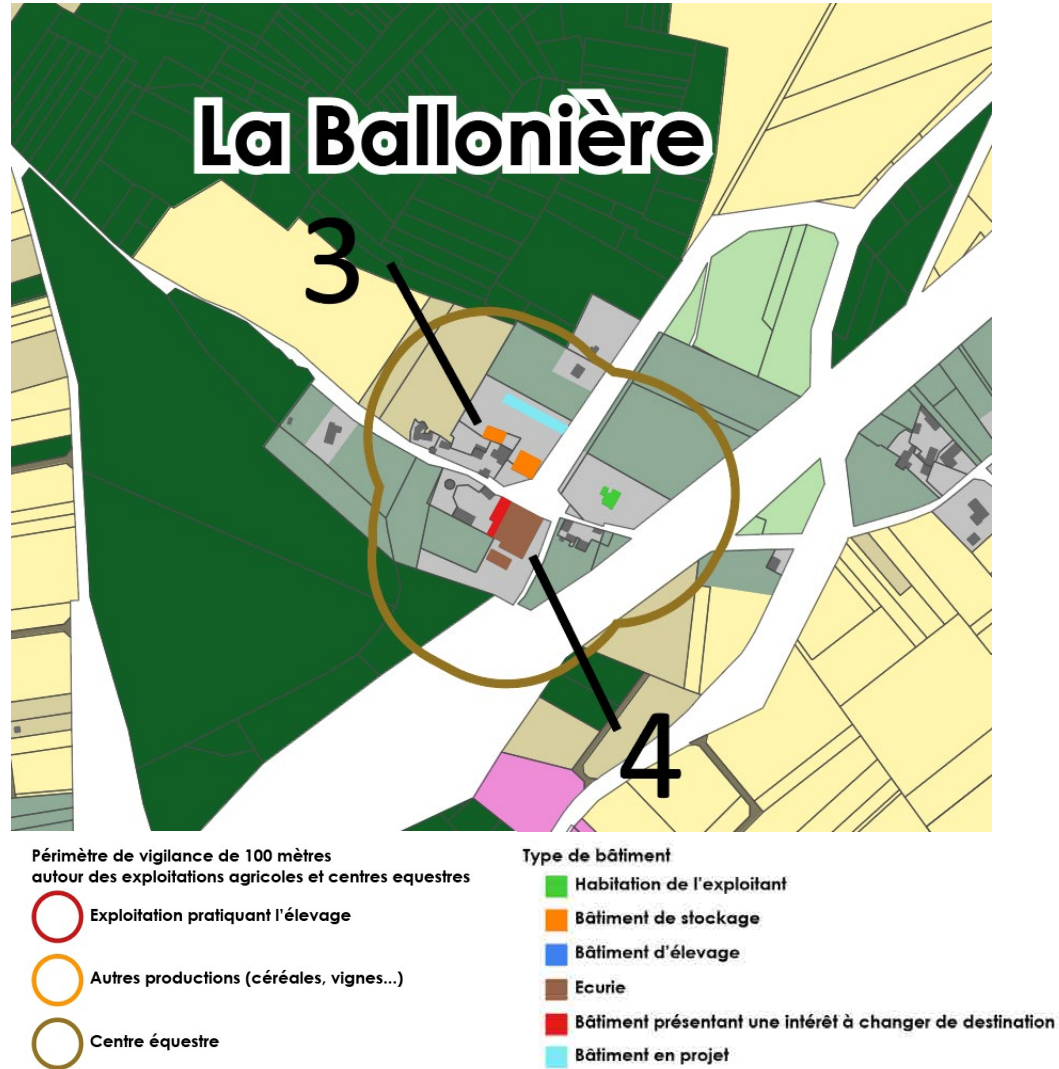 La Ballonière
3
4
Périmètre de vigilance de 100 mètres
autour des exploitations agricoles et centres equestres
Exploitation pratiquant l'élevage
Autres productions (céréales, vignes...)
Centre équestre
Type de bâtiment
Habitation de l'exploitant
Bâtiment de stockage
Bâtiment d'élevage
Ecurie
Bâtiment présentant une intérêt à changer de destination
Bâtiment en projet